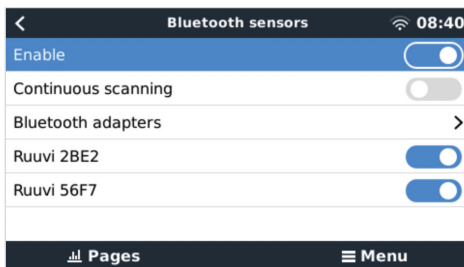 Bluetooth sensors 08:40
Enable
Continuous scanning
Bluetooth adapters
Ruuvi 2BE2
Ruuvi 56F7
Pages Menu